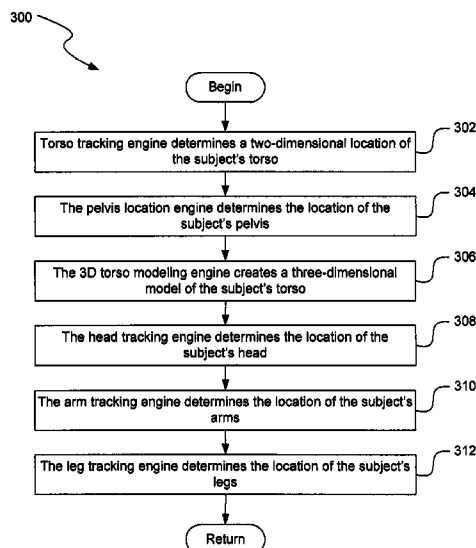 300
Begin
302
Torso tracking engine determines a two-dimensional location of
the subject's torso
304
The pelvis location engine determines the location of the
subject's pelvis
306
The 3D torso modeling engine creates a three-dimensional
model of the subject's torso
308
The head tracking engine determines the location of the
subject's head
310
The arm tracking engine determines the location of the subject's
arms
312
The leg tracking engine determines the location of the subject's
legs
Return